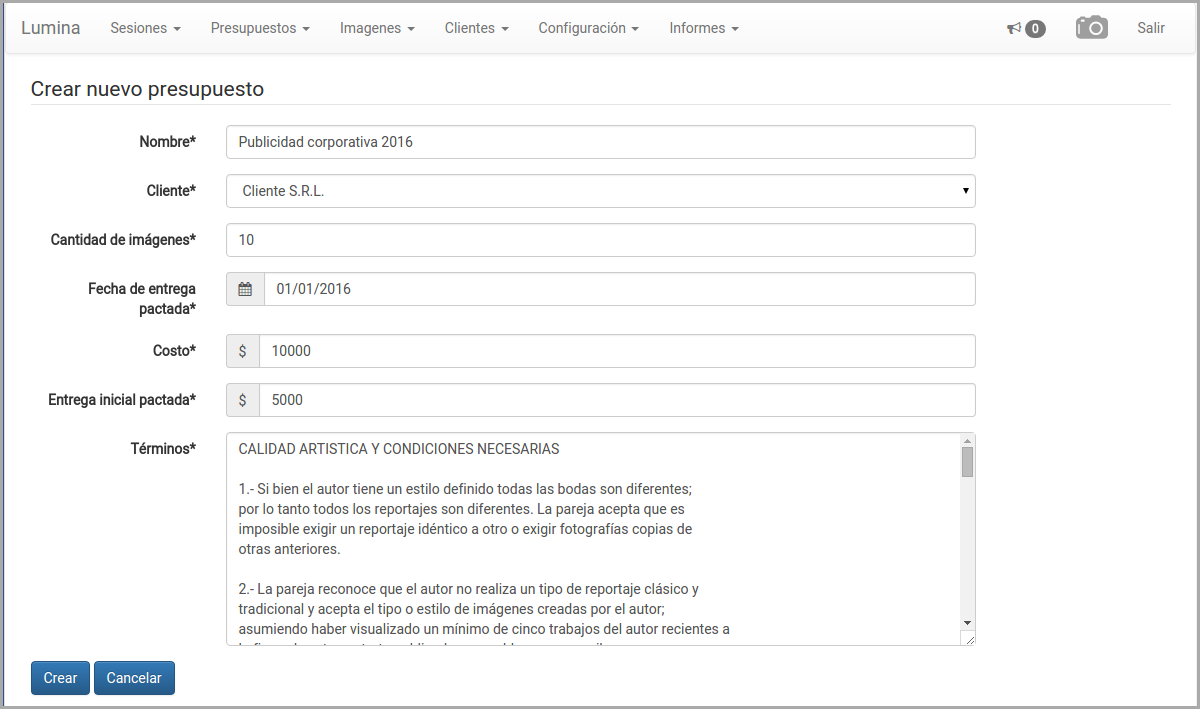 Lumina Sesiones Presupuestos Imagenes Clientes Configuración Informes 0 Salir
Crear nuevo presupuesto
Nombre* Publicidad corporativa 2016
Cliente* Cliente S.R.L.
Cantidad de imágenes* 10
Fecha de entrega
pactada* 01/01/2016
Costo* $ 10000
Entrega inicial pactada* $ 5000
Términos* CALIDAD ARTISTICA Y CONDICIONES NECESARIAS
1.- Si bien el autor tiene un estilo definido todas las bodas son diferentes;
por lo tanto todos los reportajes son diferentes. La pareja acepta que es
imposible exigir un reportaje idéntico a otro o exigir fotografías copias de
otras anteriores.
2.- La pareja reconoce que el autor no realiza un tipo de reportaje clásico y
tradicional y acepta el tipo o estilo de imágenes creadas por el autor;
asumiendo haber visualizado un mínimo de cinco trabajos del autor recientes a
Crear Cancelar